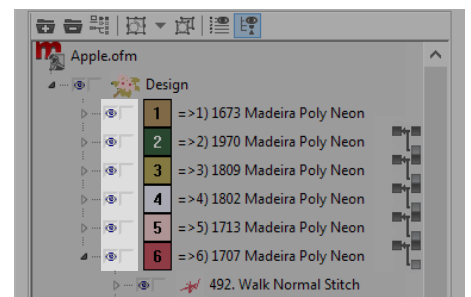 m
Apple.ofm
Design
1 =>1) 1673 Madeira Poly Neon
2 =>2) 1970 Madeira Poly Neon
3 =>3) 1809 Madeira Poly Neon
4 =>4) 1802 Madeira Poly Neon
5 =>5) 1713 Madeira Poly Neon
6 =>6) 1707 Madeira Poly Neon
492. Walk Normal Stitch